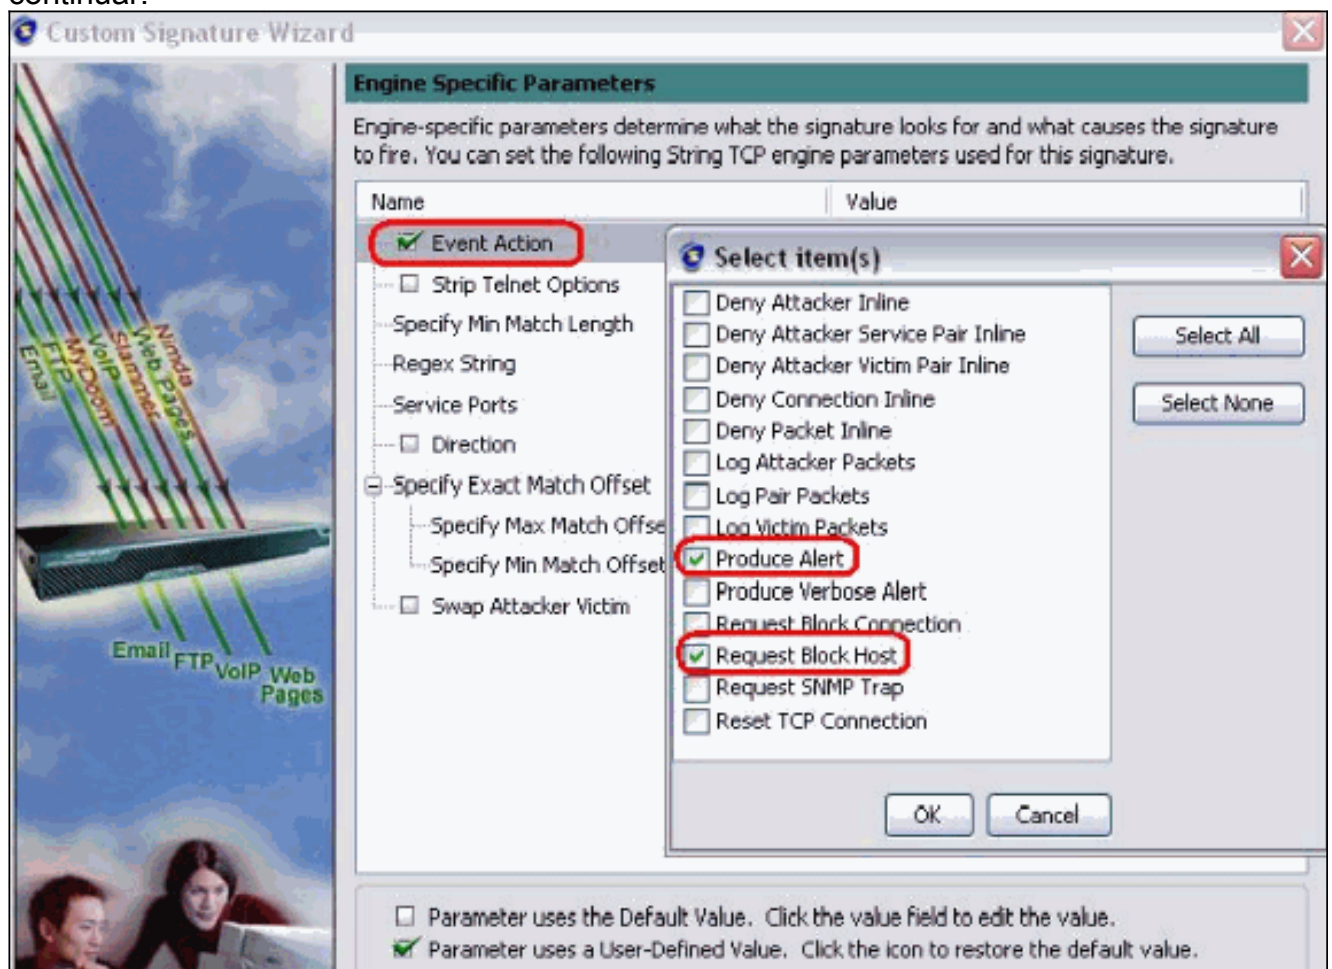 continuar.
Custom Signature Wizard
Engine Specific Parameters
Engine-specific parameters determine what the signature looks for and what causes the signature
to fire. You can set the following String TCP engine parameters used for this signature.
Name Value
Event Action
Strip Telnet Options
Specify Min Match Length
Regex String
Service Ports
Direction
Specify Exact Match Offset
Specify Max Match Offse
Specify Min Match Offset
Swap Attacker Victim
Select item(s)
Deny Attacker Inline
Deny Attacker Service Pair Inline
Deny Attacker Victim Pair Inline
Deny Connection Inline
Deny Packet Inline
Log Attacker Packets
Log Pair Packets
Log Victim Packets
Produce Alert
Produce Verbose Alert
Request Block Connection
Request Block Host
Request SNMP Trap
Reset TCP Connection
Select All
Select None
OK Cancel
Parameter uses the Default Value. Click the value field to edit the value.
Parameter uses a User-Defined Value. Click the icon to restore the default value.
Email
FTP
MyDoom
VoIP
Slammer
Web Pages
Nimda
Email
FTP
VoIP
Web
Pages